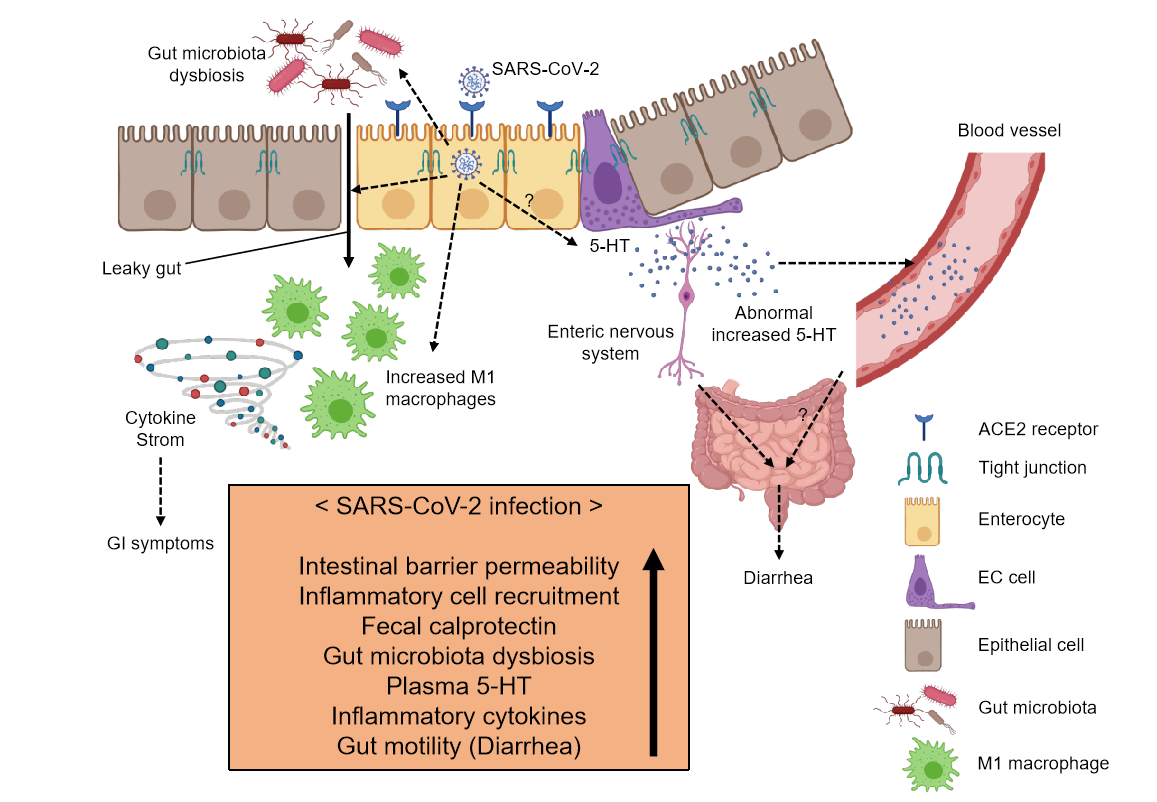 Gut microbiota
dysbiosis
SARS-CoV-2
Blood vessel
?
5-HT
Leaky gut
Abnormal
increased 5-HT
Enteric nervous
system
Increased M1
macrophages
Cytokine
Strom
?
GI symptoms
Diarrhea
< SARS-CoV-2 infection >
Intestinal barrier permeability
Inflammatory cell recruitment
Fecal calprotectin
Gut microbiota dysbiosis
Plasma 5-HT
Inflammatory cytokines
Gut motility (Diarrhea)
ACE2 receptor
Tight junction
Enterocyte
EC cell
Epithelial cell
Gut microbiota
M1 macrophage